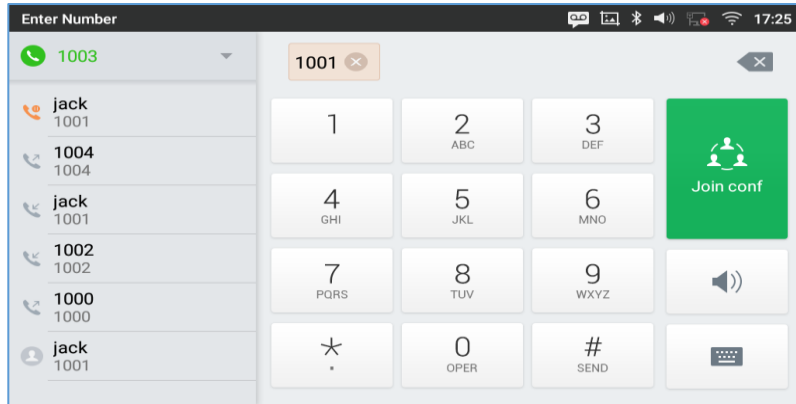 Enter Number
17:25
1003
1001
jack
1001
1004
1004
jack
1001
1002
1002
1000
1000
jack
1001
1
2
ABC
3
DEF
4
GHI
5
JKL
6
MNO
7
PQRS
8
TUV
9
WXYZ
*
.
0
OPER
#
SEND
Join conf